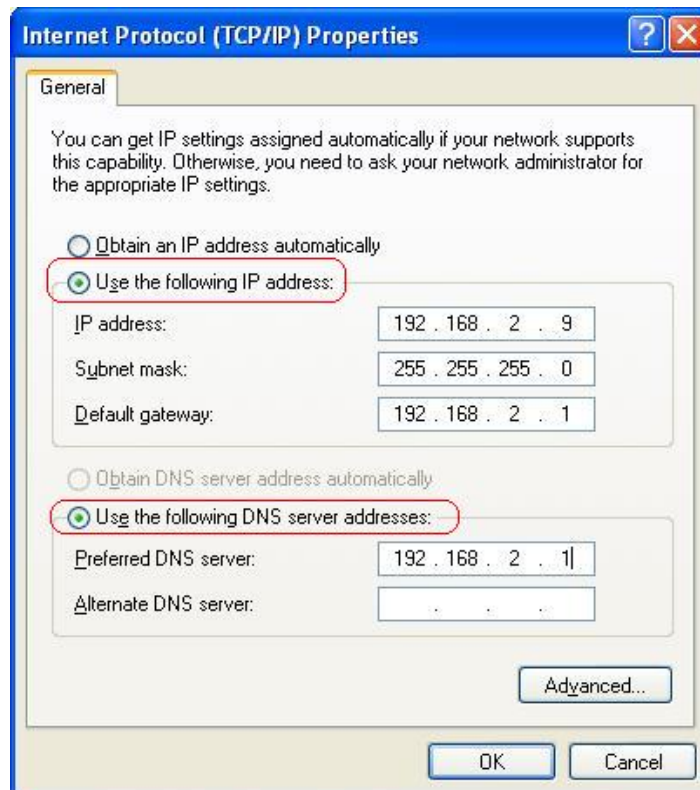 Internet Protocol (TCP/IP) Properties
General
You can get IP settings assigned automatically if your network supports
this capability. Otherwise, you need to ask your network administrator for
the appropriate IP settings.
Obtain an IP address automatically
Use the following IP address:
IP address: 192 . 168 . 2 . 9
Subnet mask: 255 . 255 . 255 . 0
Default gateway: 192 . 168 . 2 . 1
Obtain DNS server address automatically
Use the following DNS server addresses:
Preferred DNS server: 192 . 168 . 2 . 1
Alternate DNS server: . . .
Advanced...
OK Cancel